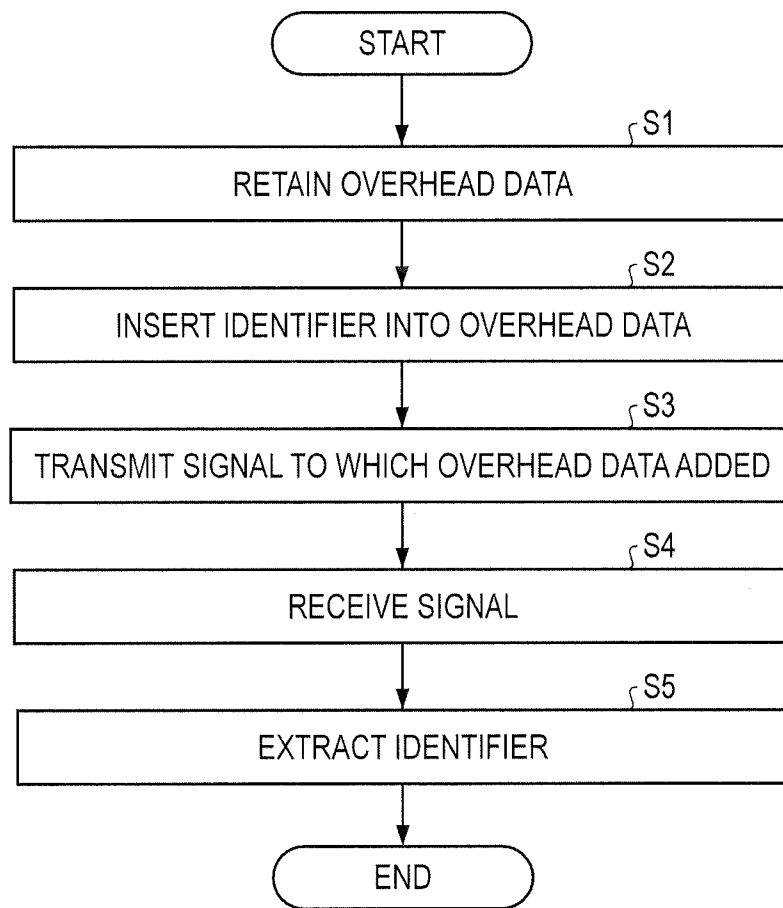 START
S1
RETAIN OVERHEAD DATA
S2
INSERT IDENTIFIER INTO OVERHEAD DATA
S3
TRANSMIT SIGNAL TO WHICH OVERHEAD DATA ADDED
S4
RECEIVE SIGNAL
S5
EXTRACT IDENTIFIER
END